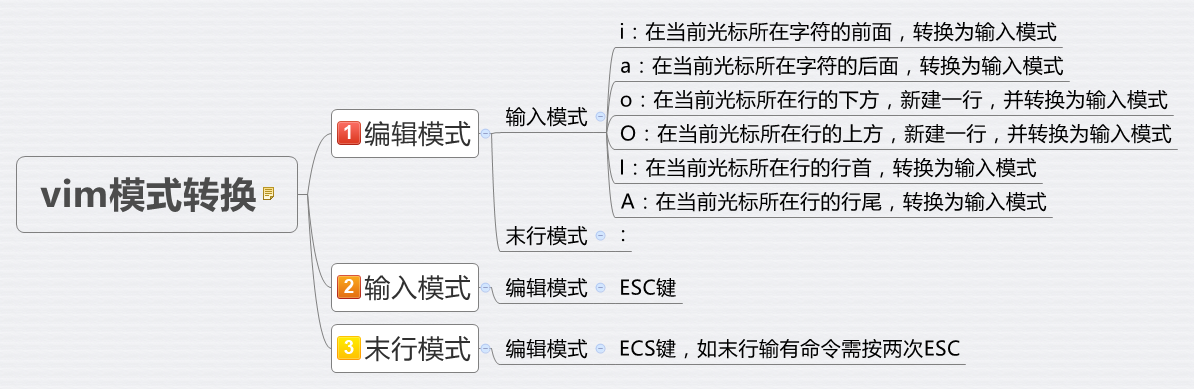 vim模式转换
1 编辑模式
输入模式
i：在当前光标所在字符的前面，转换为输入模式
a：在当前光标所在字符的后面，转换为输入模式
o：在当前光标所在行的下方，新建一行，并转换为输入模式
O：在当前光标所在行的上方，新建一行，并转换为输入模式
I：在当前光标所在行的行首，转换为输入模式
A：在当前光标所在行的行尾，转换为输入模式
末行模式
：
2 输入模式
编辑模式
ESC键
3 末行模式
编辑模式
ECS键，如末行输有命令需按两次ESC